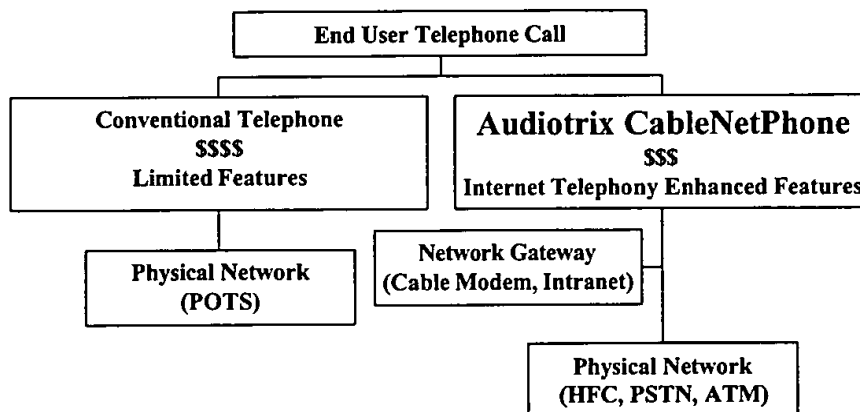 End User Telephone Call
Conventional Telephone
$$$$
Limited Features
Audiotrix CableNetPhone
$$$
Internet Telephony Enhanced Features
Physical Network
(POTS)
Network Gateway
(Cable Modem, Intranet)
Physical Network
(HFC, PSTN, ATM)